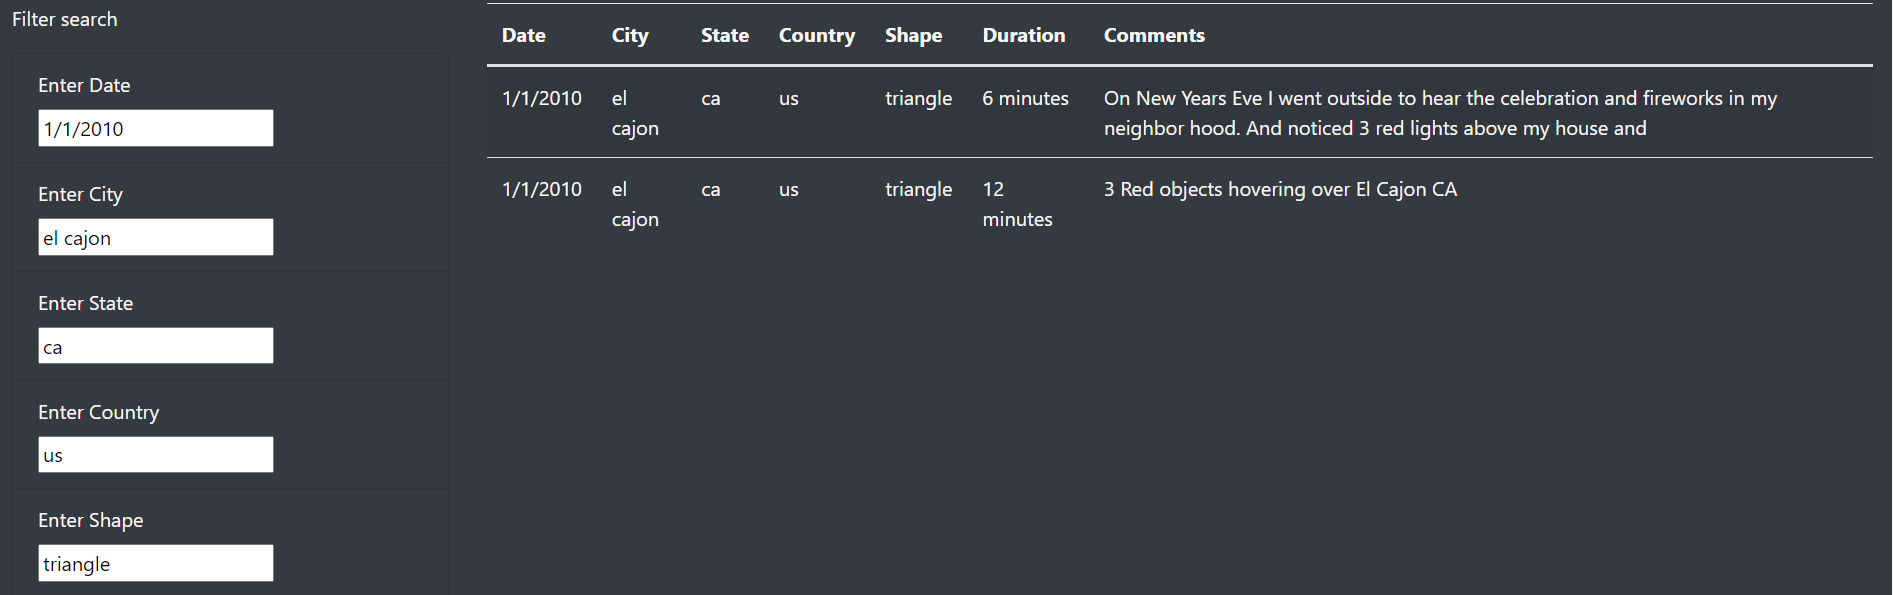 Filter search
Enter Date
1/1/2010
Enter City
el cajon
Enter State
ca
Enter Country
us
Enter Shape
triangle
Date City State Country Shape Duration Comments
1/1/2010 el ca us triangle 6 minutes On New Years Eve I went outside to hear the celebration and fireworks in my
cajon neighbor hood. And noticed 3 red lights above my house and
1/1/2010 el ca us triangle 12 3 Red objects hovering over El Cajon CA
cajon minutes